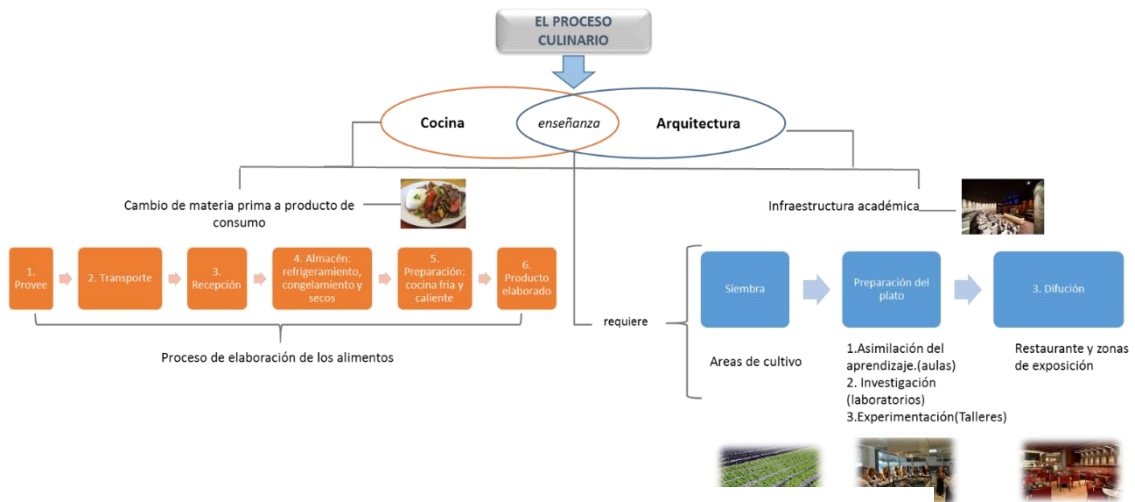 EL PROCESO
CULINARIO
Cocina
enseñanza
Arquitectura
Cambio de materia prima a producto de
consumo
Infraestructura académica
1.
Provee
2. Transporte
3.
Recepción
4. Almacén:
refrigeramiento,
congelamiento y
secos
5.
Preparación:
cocina fria y
caliente
6.
Producto
elaborado
Proceso de elaboración de los alimentos
requiere
Siembra
Preparación del
plato
3. Difución
Areas de cultivo
1.Asimilación del
aprendizaje.(aulas)
2. Investigación
(laboratorios)
3.Experimentación(Talleres)
Restaurante y zonas
de exposición